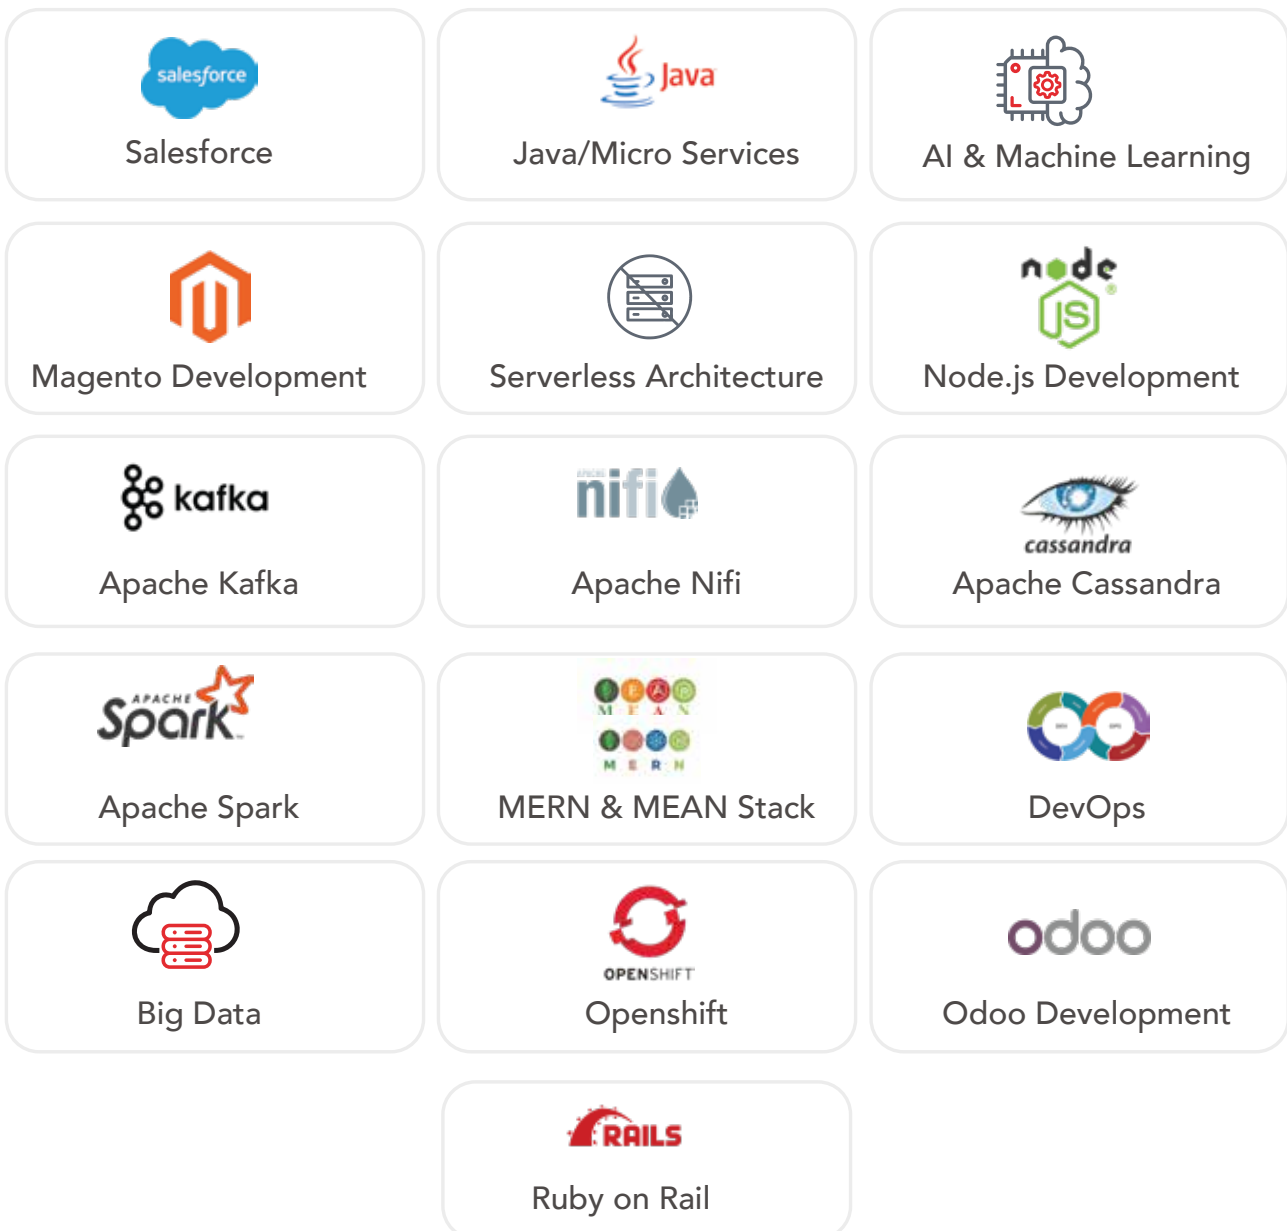 salesforce
Salesforce
Java
Java/Micro Services
AI & Machine Learning
Magento Development
Serverless Architecture
node
JS
®
Node.js Development
kafka
Apache Kafka
APACHE
nifi
Apache Nifi
cassandra
Apache Cassandra
APACHE
Spark
Apache Spark
M E A N
M E R N
MERN & MEAN Stack
DevOps
Big Data
OPENSHIFT
Openshift
odoo
Odoo Development
RAILS
Ruby on Rail